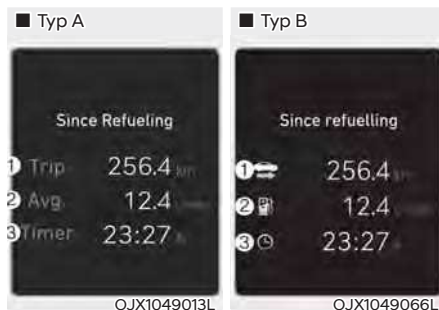 ■ Typ A
Since Refueling
1 Trip 256.4 km
2 Avg. 12.4
3 Timer 23:27 h
OJX1049013L
■ Typ B
Since refuelling
1 256.4
2 12.4
3 23:27
OJX1049066L